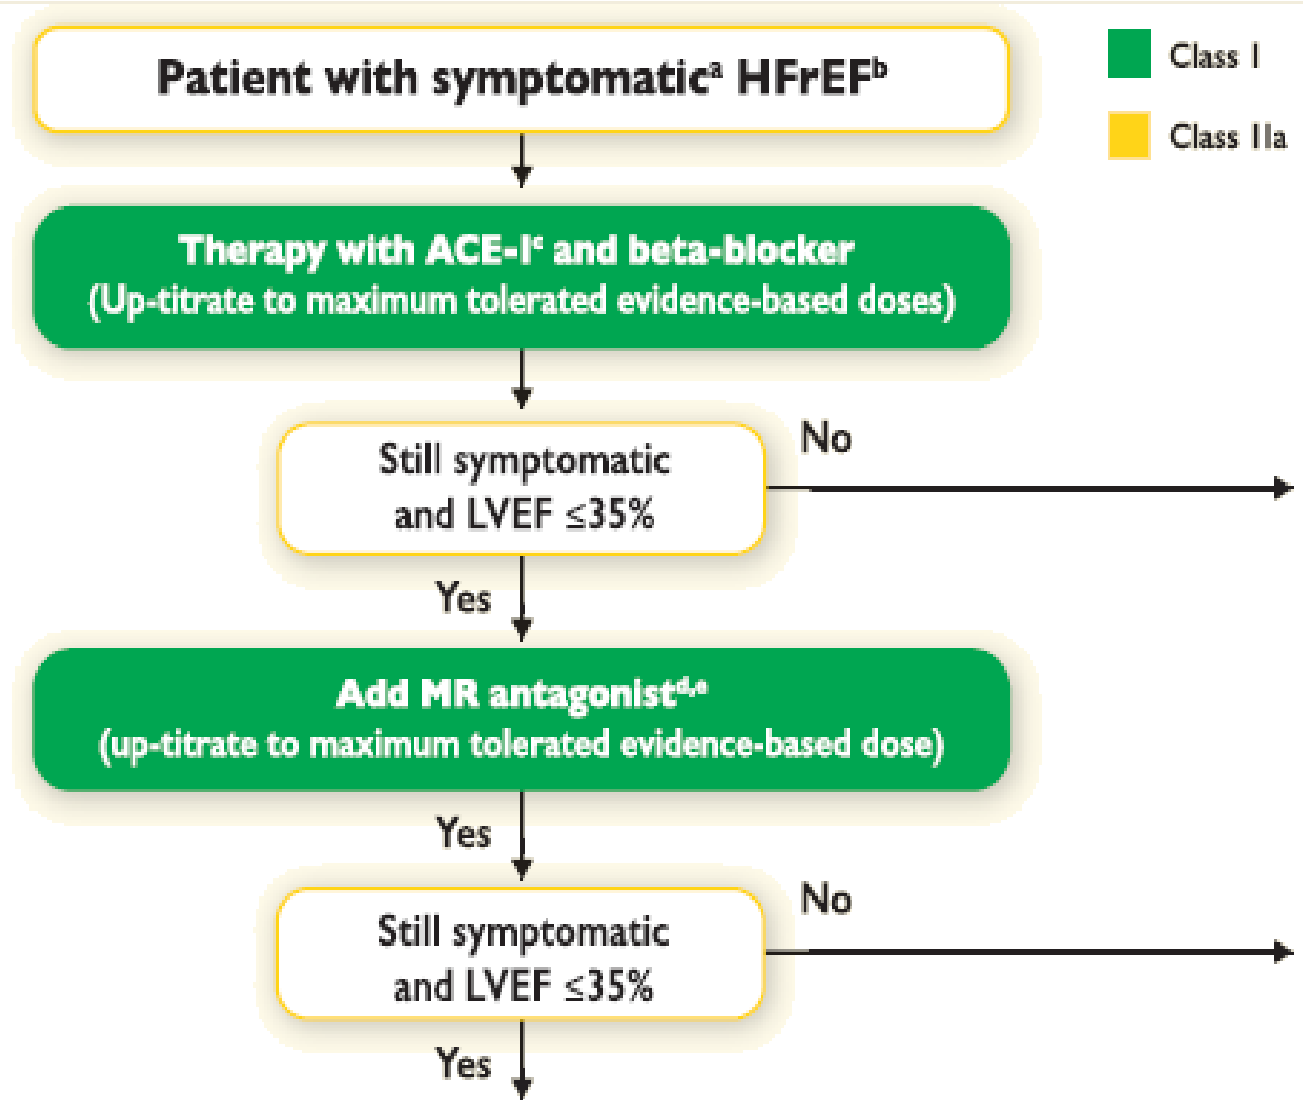 Patient with symptomaticᵃ HFrEFᵇ
Class I
Class IIa
Therapy with ACE-Iᶜ and beta-blocker
(Up-titrate to maximum tolerated evidence-based doses)
Still symptomatic
and LVEF ≤35%
No
Yes
Add MR antagonistᵈ,ᵉ
(up-titrate to maximum tolerated evidence-based dose)
Yes
Still symptomatic
and LVEF ≤35%
No
Yes